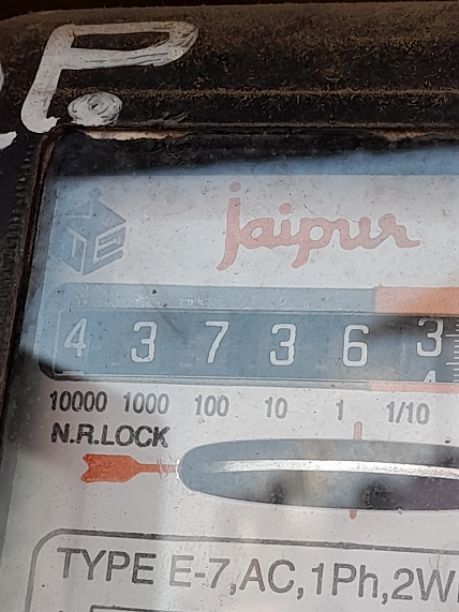 P.
jaipur
4 3 7 3 6 3
10000 1000 100 10 1 1/10
N.R.LOCK
TYPE E-7,AC,1Ph,2W